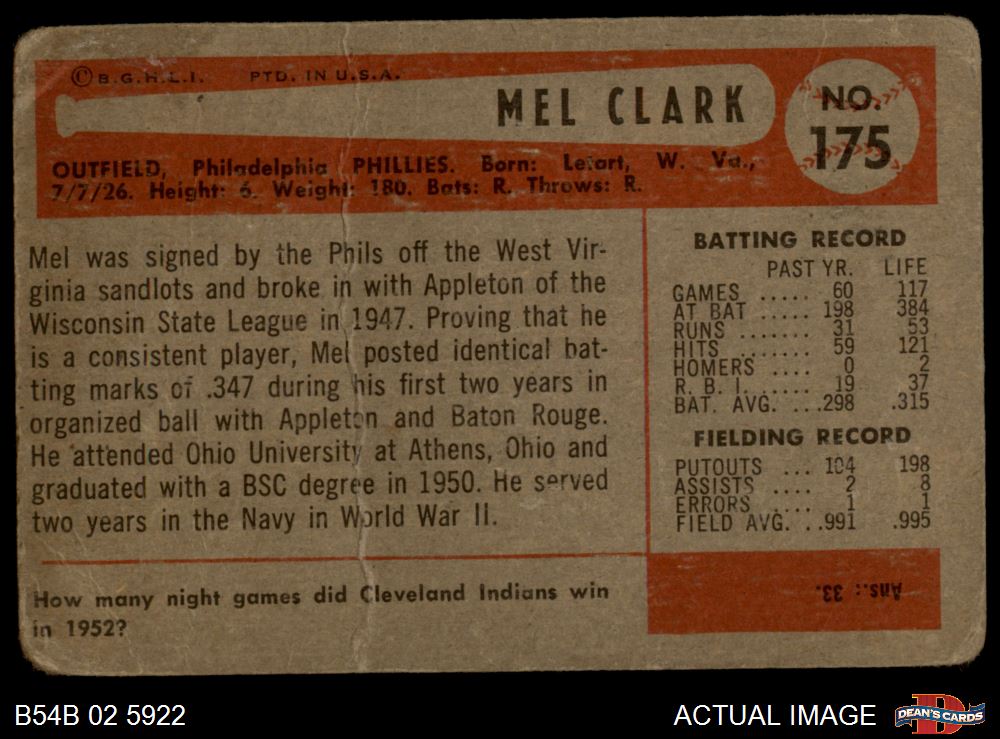 ©B.G.H.L.I. PTD. IN U.S.A.
MEL CLARK
NO.
175
OUTFIELD, Philadelphia PHILLIES. Born: Letart, W. Va.,
7/7/26. Height: 6. Weight: 180. Bats: R. Throws: R.
Mel was signed by the Phils off the West Vir-
ginia sandlots and broke in with Appleton of the
Wisconsin State League in 1947. Proving that he
is a consistent player, Mel posted identical bat-
ting marks of .347 during his first two years in
organized ball with Appleton and Baton Rouge.
He attended Ohio University at Athens, Ohio and
graduated with a BSC degree in 1950. He served
two years in the Navy in World War II.
How many night games did Cleveland Indians win
in 1952?
BATTING RECORD
PAST YR. LIFE
GAMES ..... 60 117
AT BAT ..... 198 384
RUNS ....... 31 53
HITS ....... 59 121
HOMERS .... 0 2
R. B. I. ...... 19 37
BAT. AVG. ...298 .315
FIELDING RECORD
PUTOUTS ... 104 198
ASSISTS .... 2 8
ERRORS ..... 1 1
FIELD AVG. ..991 .995
Ans.: 33.
B54B 02 5922
ACTUAL IMAGE
D
DEAN'S CARDS